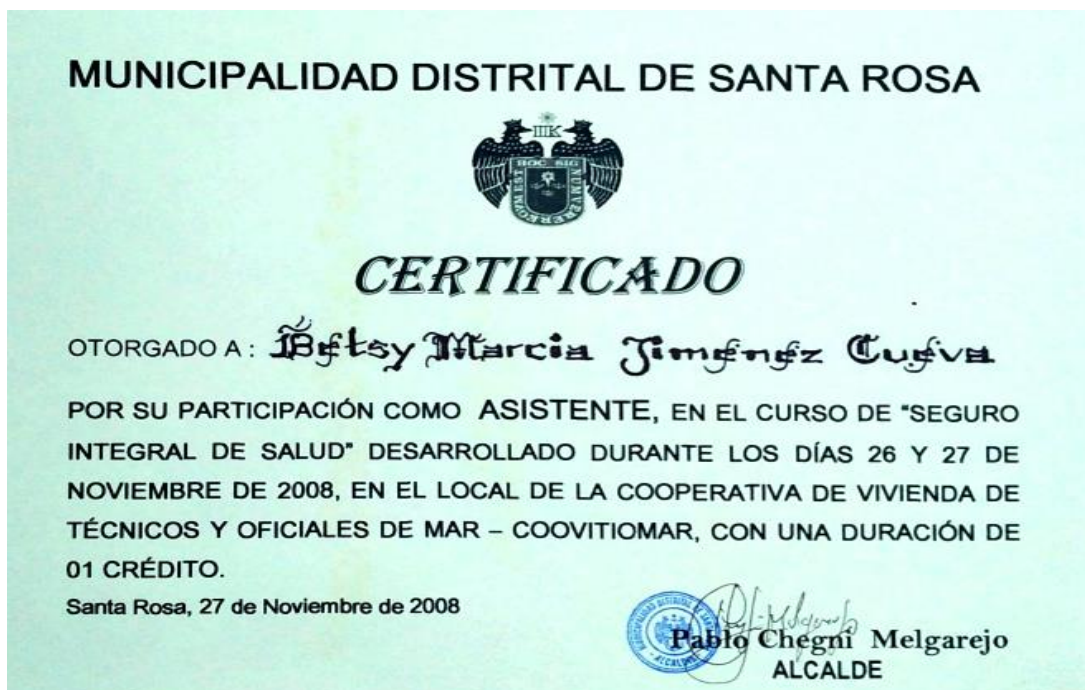 MUNICIPALIDAD DISTRITAL DE SANTA ROSA
IIIK
HOC SIG
CERTIFICADO
OTORGADO A : Betsy Marcia Jimenez Cueva
POR SU PARTICIPACIÓN COMO ASISTENTE, EN EL CURSO DE "SEGURO
INTEGRAL DE SALUD" DESARROLLADO DURANTE LOS DÍAS 26 Y 27 DE
NOVIEMBRE DE 2008, EN EL LOCAL DE LA COOPERATIVA DE VIVIENDA DE
TÉCNICOS Y OFICIALES DE MAR – COOVITIOMAR, CON UNA DURACIÓN DE
01 CRÉDITO.
Santa Rosa, 27 de Noviembre de 2008
Pablo Chegni Melgarejo
ALCALDE